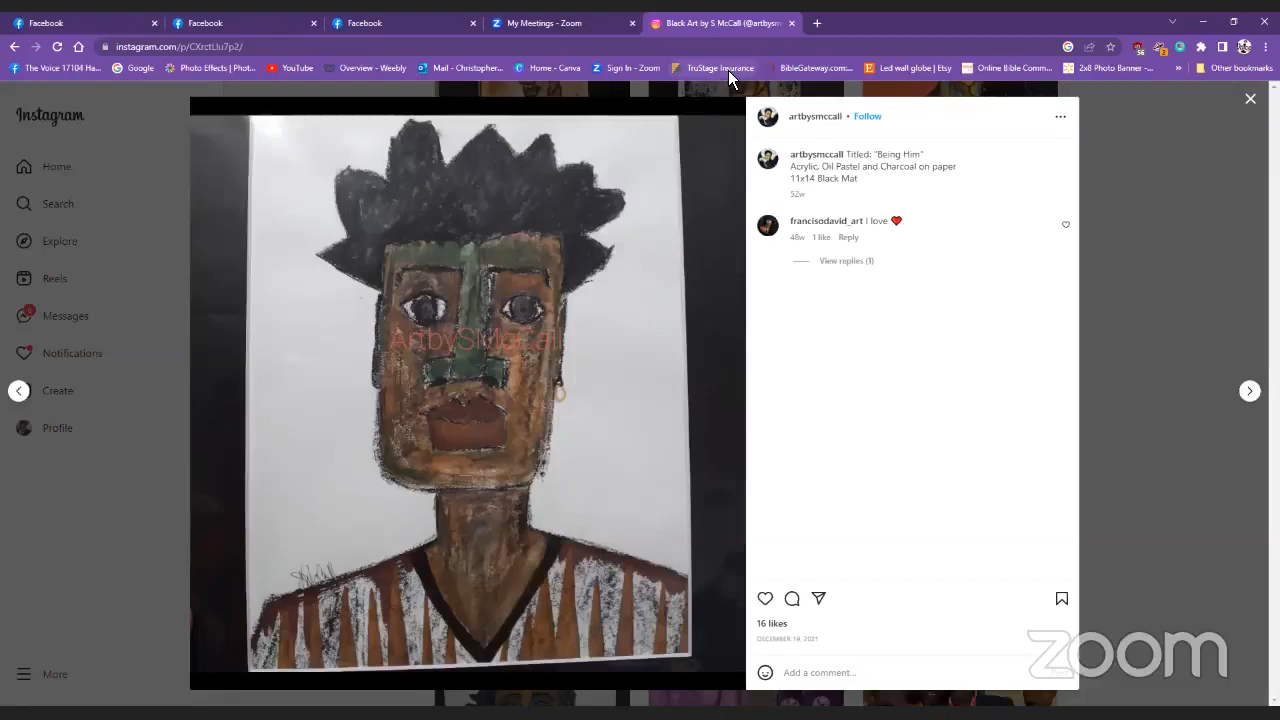 Facebook
Facebook
Facebook
My Meetings - Zoom
Black Art by S McCall (@artbysm
instagram.com/p/CXrctLlu7p2/
56
2
The Voice 17104 Ha...
Google
Photo Effects | Phot...
YouTube
Overview - Weebly
Mail - Christopher...
Home - Canva
Sign In - Zoom
TruStage Insurance
BibleGateway.com:...
Led wall globe | Etsy
Online Bible Comm...
2x8 Photo Banner -...
Other bookmarks
Instagram
Home
Search
Explore
Reels
Messages
Notifications
Create
Profile
More
ArtbySMcCall
artbysmccall • Follow
artbysmccall Titled: "Being Him"
Acrylic, Oil Pastel and Charcoal on paper
11x14 Black Mat
52w
francisodavid_art I love ❤️
48w 1 like Reply
View replies (1)
16 likes
DECEMBER 19, 2021
Add a comment...
zoom